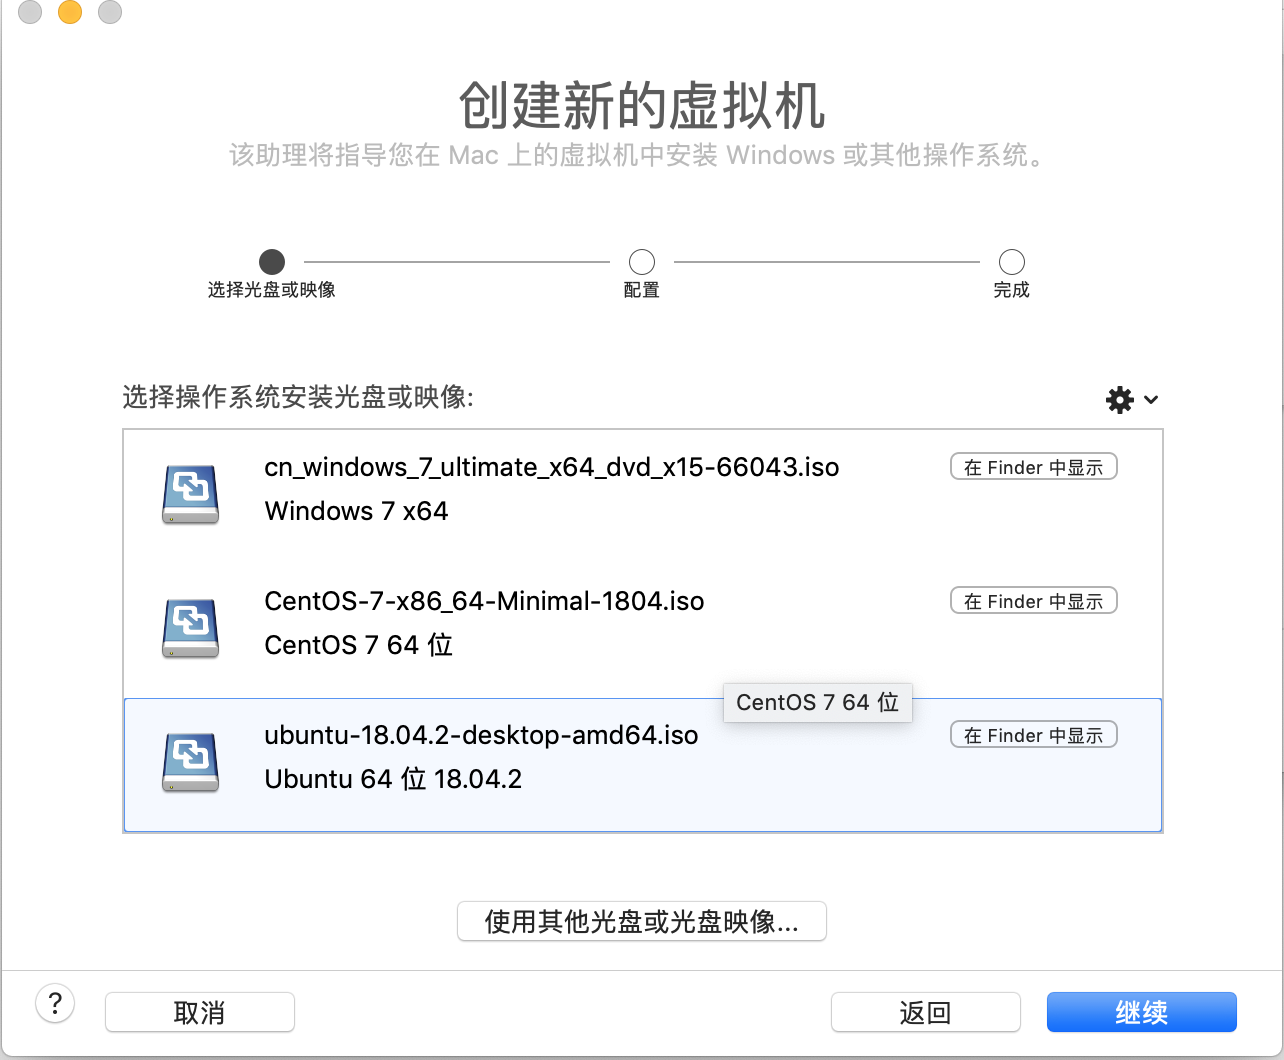 创建新的虚拟机
该助理将指导您在 Mac 上的虚拟机中安装 Windows 或其他操作系统。
选择光盘或映像
配置
完成
选择操作系统安装光盘或映像:
cn_windows_7_ultimate_x64_dvd_x15-66043.iso
在 Finder 中显示
Windows 7 x64
CentOS-7-x86_64-Minimal-1804.iso
在 Finder 中显示
CentOS 7 64 位
CentOS 7 64 位
ubuntu-18.04.2-desktop-amd64.iso
在 Finder 中显示
Ubuntu 64 位 18.04.2
使用其他光盘或光盘映像...
?
取消
返回
继续